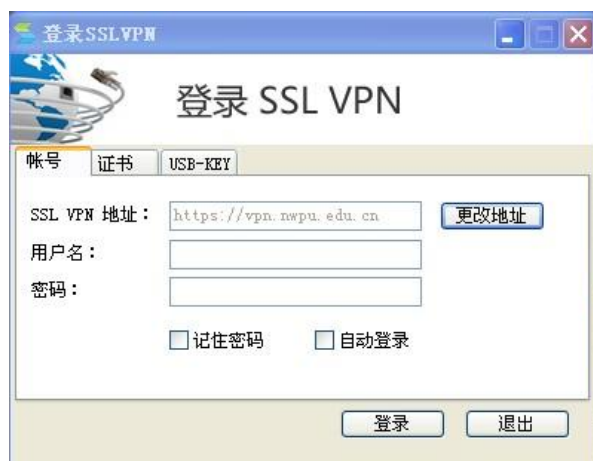 登录SSLVPN
登录 SSL VPN
帐号 证书 USB-KEY
SSL VPN 地址： https://vpn.nwpu.edu.cn 更改地址
用户名：
密码：
记住密码 自动登录
登录 退出